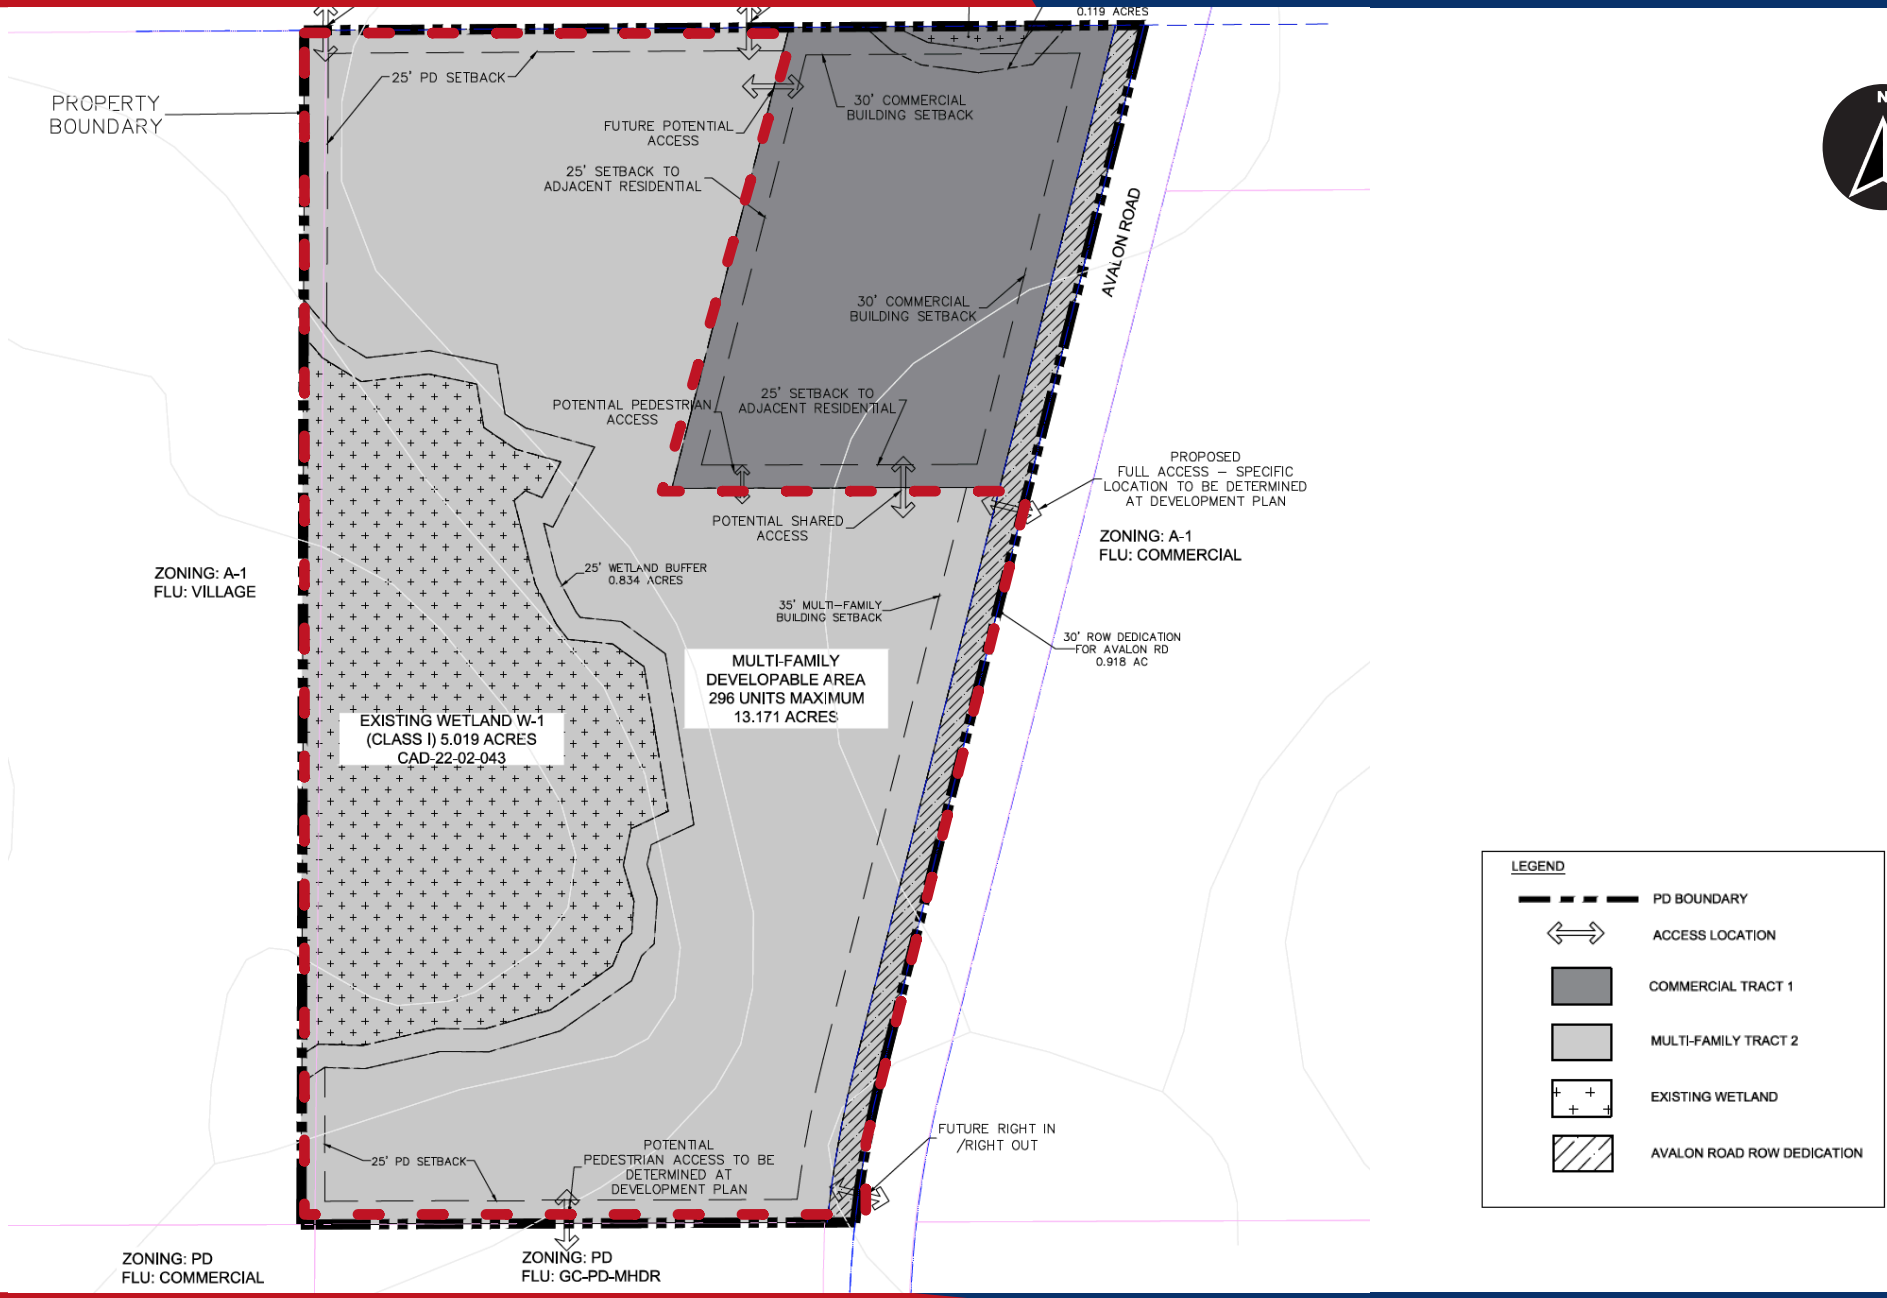 0.119 ACRES
N
25' PD SETBACK
PROPERTY
BOUNDARY
30' COMMERCIAL
BUILDING SETBACK
FUTURE POTENTIAL
ACCESS
25' SETBACK TO
ADJACENT RESIDENTIAL
AVALON ROAD
30' COMMERCIAL
BUILDING SETBACK
25' SETBACK TO
ADJACENT RESIDENTIAL
POTENTIAL PEDESTRIAN
ACCESS
PROPOSED
FULL ACCESS – SPECIFIC
LOCATION TO BE DETERMINED
AT DEVELOPMENT PLAN
POTENTIAL SHARED
ACCESS
ZONING: A-1
FLU: COMMERCIAL
ZONING: A-1
FLU: VILLAGE
25' WETLAND BUFFER
0.834 ACRES
35' MULTI-FAMILY
BUILDING SETBACK
30' ROW DEDICATION
FOR AVALON RD
0.918 AC
MULTI-FAMILY
DEVELOPABLE AREA
296 UNITS MAXIMUM
13.171 ACRES
EXISTING WETLAND W-1
(CLASS I) 5.019 ACRES
CAD-22-02-043
LEGEND
PD BOUNDARY
ACCESS LOCATION
COMMERCIAL TRACT 1
MULTI-FAMILY TRACT 2
EXISTING WETLAND
AVALON ROAD ROW DEDICATION
FUTURE RIGHT IN
/RIGHT OUT
25' PD SETBACK
POTENTIAL
PEDESTRIAN ACCESS TO BE
DETERMINED AT
DEVELOPMENT PLAN
ZONING: PD
FLU: COMMERCIAL
ZONING: PD
FLU: GC-PD-MHDR